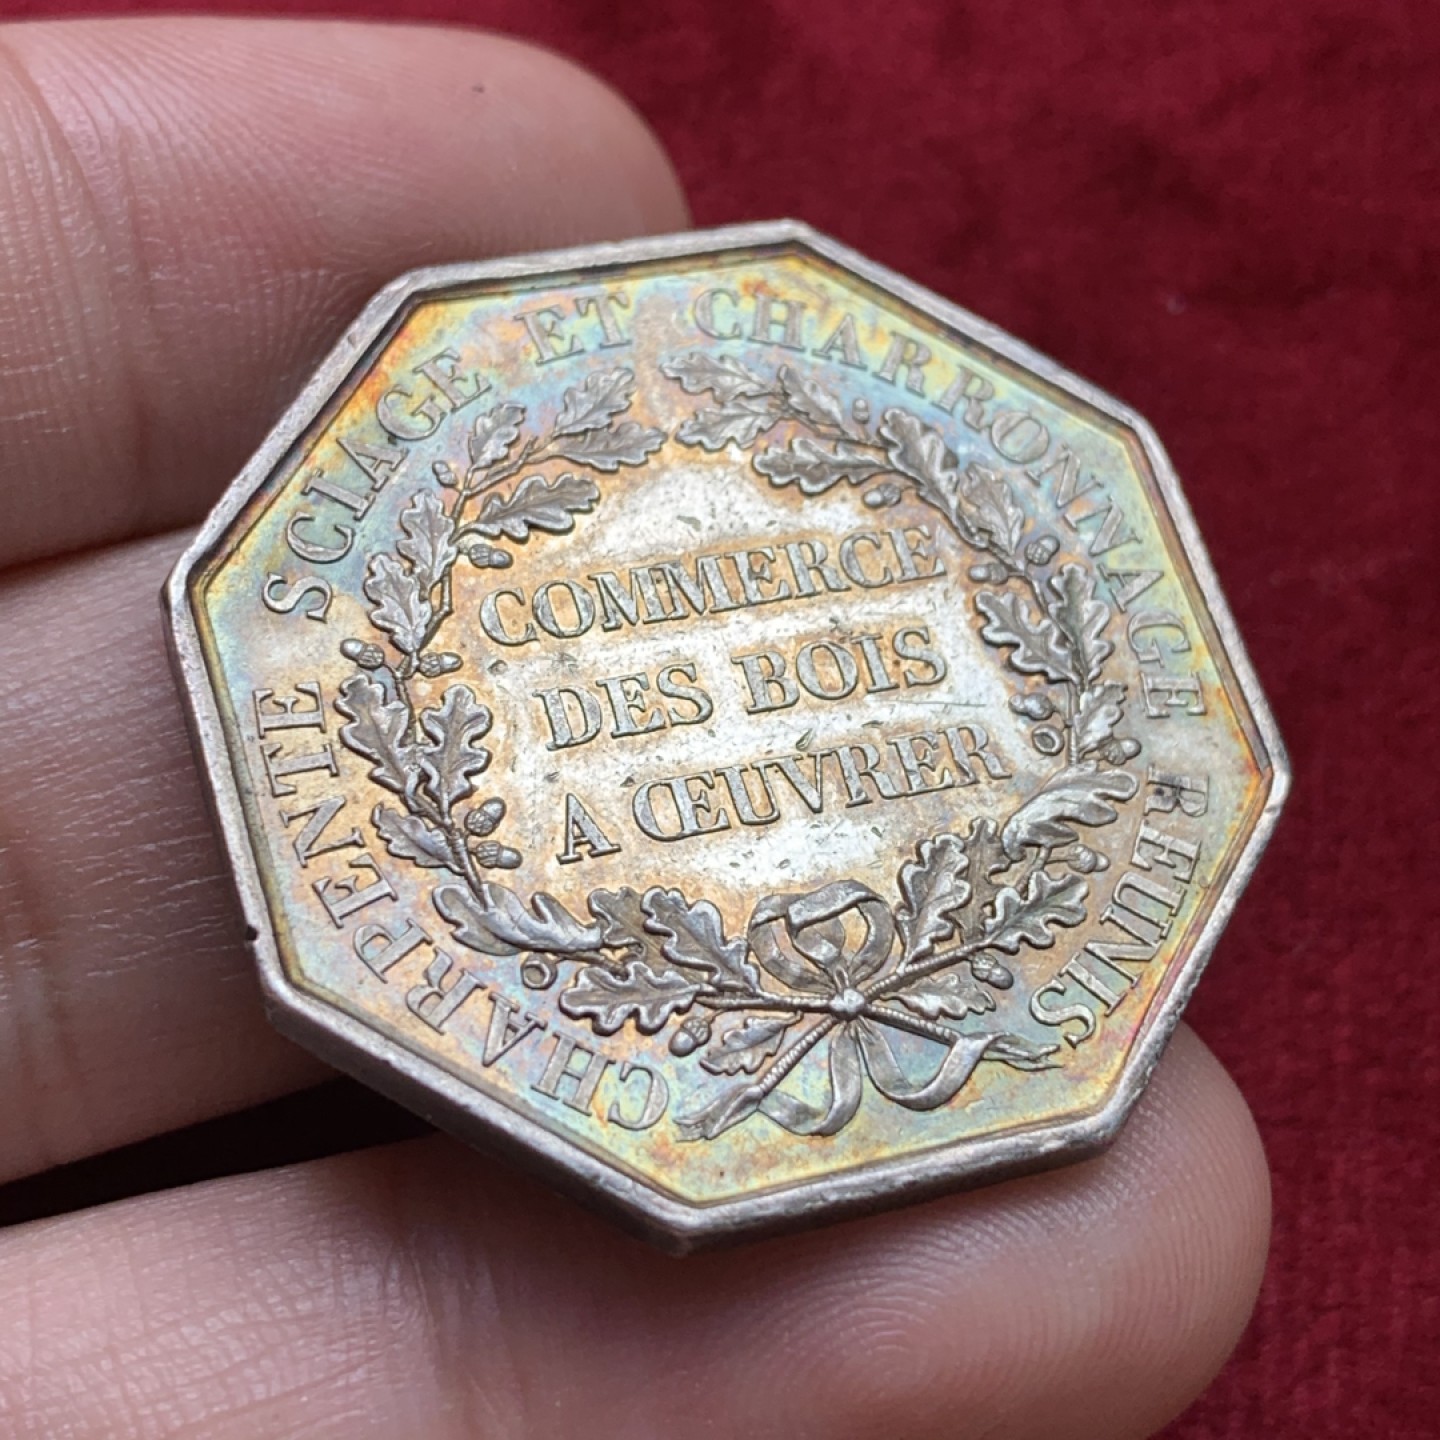 CHARPENTE SCIAGE ET CHARRONNAGE REUNIS
COMMERCE
DES BOIS
A ŒUVRER